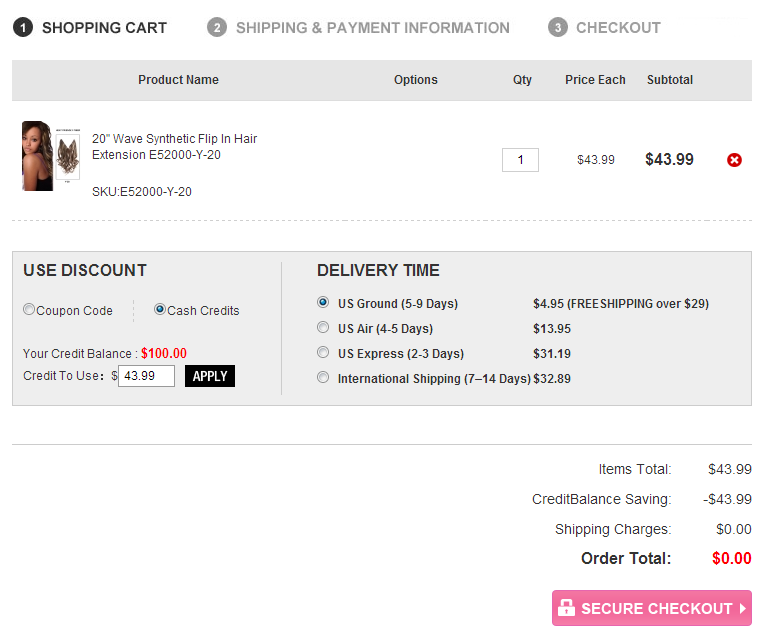 1 SHOPPING CART 2 SHIPPING & PAYMENT INFORMATION 3 CHECKOUT
Product Name Options Qty Price Each Subtotal
20" Wave Synthetic Flip In Hair
Extension E52000-Y-20
1 $43.99 $43.99
SKU:E52000-Y-20
USE DISCOUNT
Coupon Code Cash Credits
Your Credit Balance : $100.00
Credit To Use: $ 43.99 APPLY
DELIVERY TIME
US Ground (5-9 Days) $4.95 (FREESHIPPING over $29)
US Air (4-5 Days) $13.95
US Express (2-3 Days) $31.19
International Shipping (7–14 Days) $32.89
Items Total: $43.99
CreditBalance Saving: -$43.99
Shipping Charges: $0.00
Order Total: $0.00
SECURE CHECKOUT